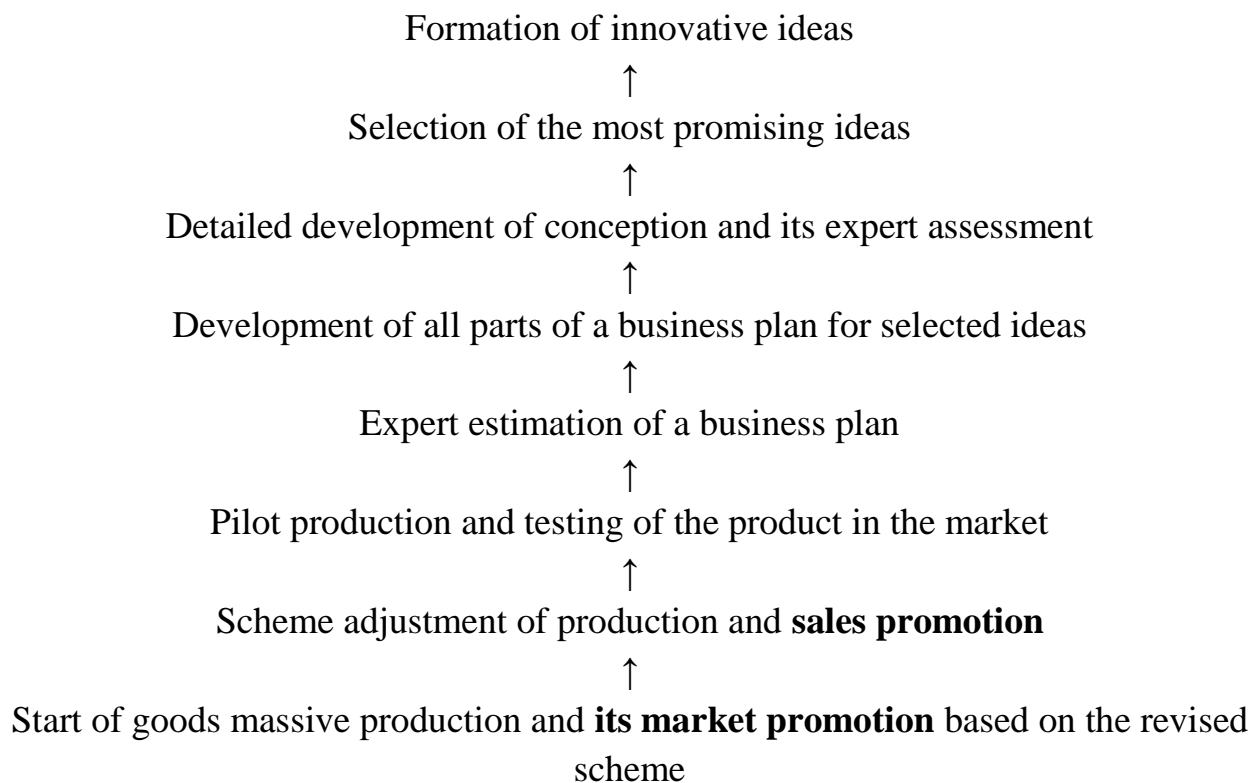 Formation of innovative ideas
↑
Selection of the most promising ideas
↑
Detailed development of conception and its expert assessment
↑
Development of all parts of a business plan for selected ideas
↑
Expert estimation of a business plan
↑
Pilot production and testing of the product in the market
↑
Scheme adjustment of production and sales promotion
↑
Start of goods massive production and its market promotion based on the revised
scheme